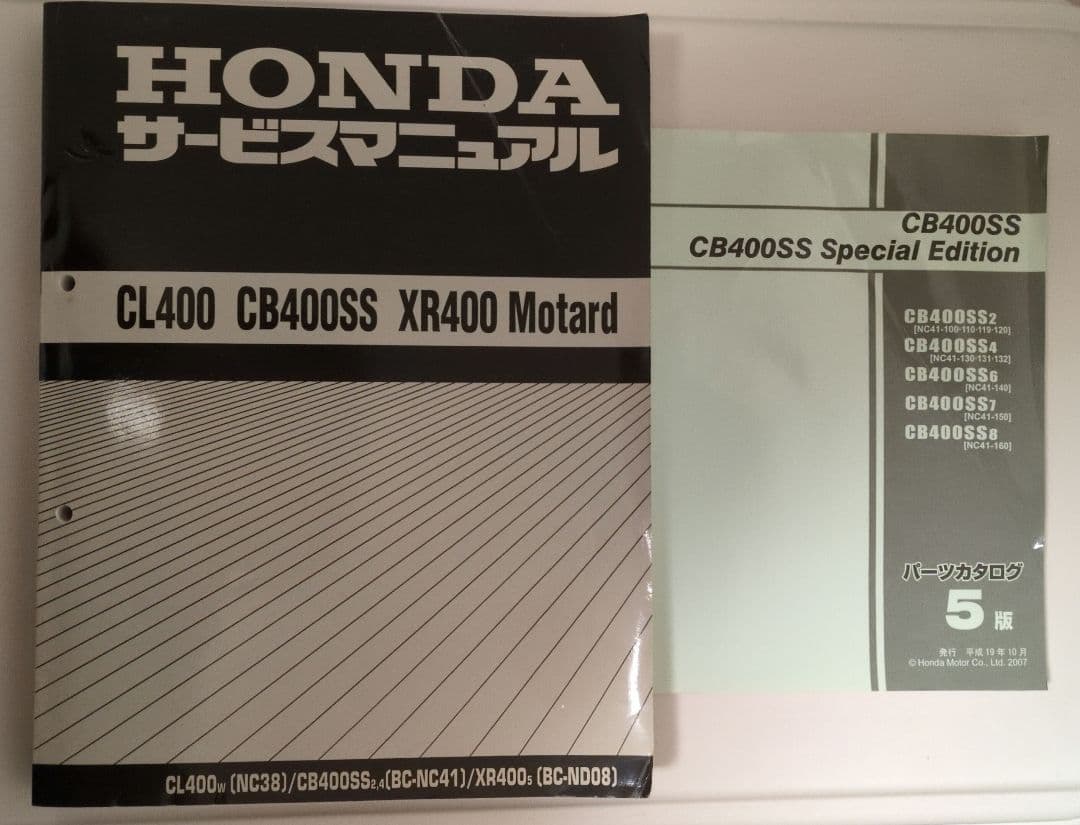 HONDA
サービスマニュアル
CL400 CB400SS XR400 Motard
CL400W (NC38)/CB400SS2,4(BC-NC41)/XR4005 (BC-ND08)
CB400SS
CB400SS Special Edition
CB400SS2
[NC41-100·110·119·120]
CB400SS4
[NC41-130·131·132]
CB400SS6
[NC41-140]
CB400SS7
[NC41-150]
CB400SS8
[NC41-160]
パーツカタログ
5版
発行 平成19年10月
© Honda Motor Co., Ltd. 2007